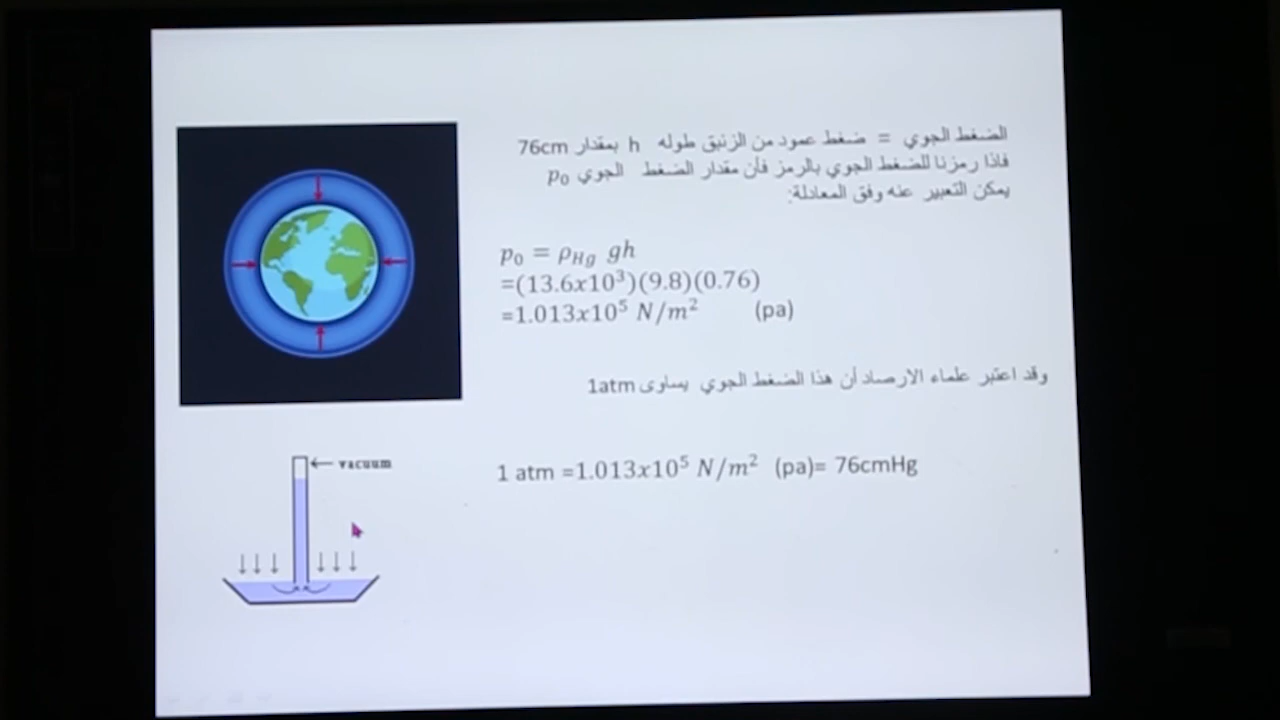 الضغط الجوي = ضغط عمود من الزئبق طوله h بمقدار 76cm
فاذا رمزنا للضغط الجوي بالرمز فأن مقدار الضغط الجوي p₀
يمكن التعبير عنه وفق المعادلة:
p₀ = ρ_Hg gh
=(13.6x10³)(9.8)(0.76)
=1.013x10⁵ N/m² (pa)
وقد اعتبر علماء الارصاد أن هذا الضغط الجوي يساوى 1atm
vacuum
1 atm =1.013x10⁵ N/m² (pa)= 76cmHg